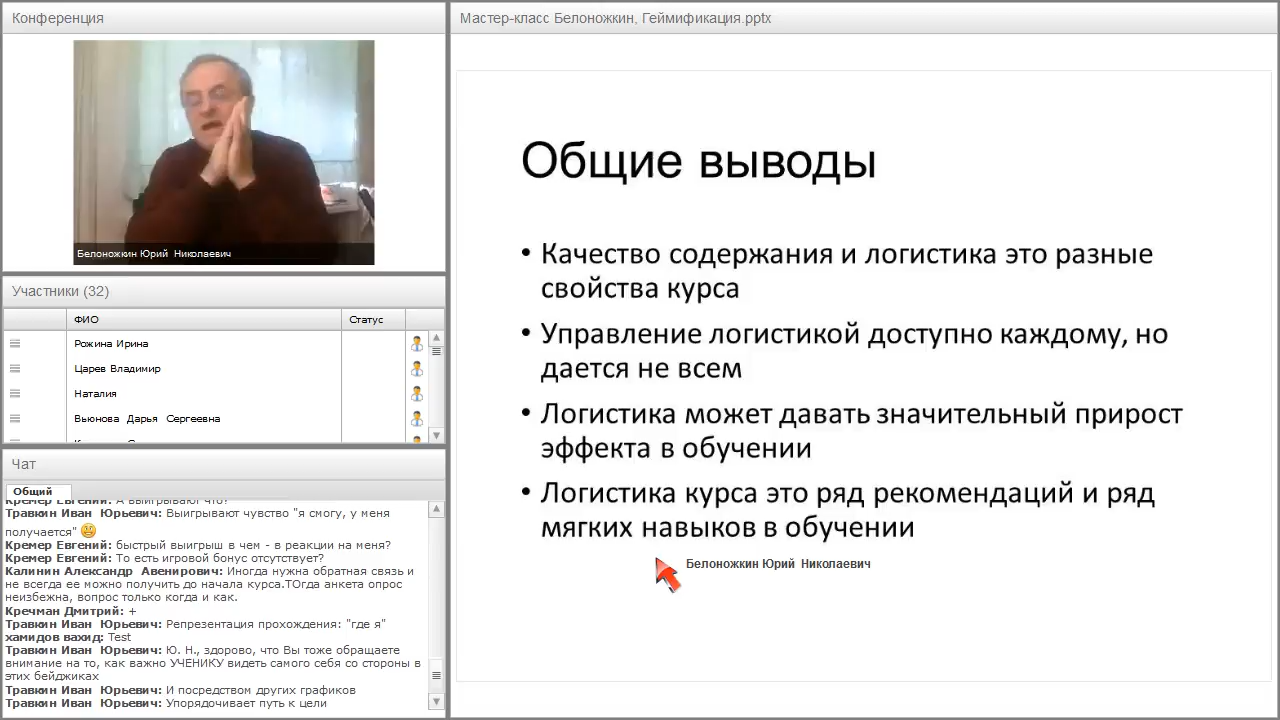 Конференция
Белоножкин Юрий Николаевич
Участники (32)
ФИО
Статус
Рожина Ирина
Царев Владимир
Наталия
Вьюнова Дарья Сергеевна
Чат
Общий
Кремер Евгений: А выигрывают что?
Травкин Иван Юрьевич: Выигрывают чувство "я смогу, у меня
получается"
Кремер Евгений: быстрый выигрыш в чем - в реакции на меня?
Кремер Евгений: То есть игровой бонус отсутствует?
Калинин Александр Авенирович: Иногда нужна обратная связь и
не всегда ее можно получить до начала курса.ТОгда анкета опрос
неизбежна, вопрос только когда и как.
Кречман Дмитрий: +
Травкин Иван Юрьевич: Репрезентация прохождения: "где я"
хамидов вахид: Test
Травкин Иван Юрьевич: Ю. Н., здорово, что Вы тоже обращаете
внимание на то, как важно УЧЕНИКУ видеть самого себя со стороны в
этих бейджиках
Травкин Иван Юрьевич: И посредством других графиков
Травкин Иван Юрьевич: Упорядочивает путь к цели
Мастер-класс Белоножкин, Геймификация.pptx
Общие выводы
• Качество содержания и логистика это разные
свойства курса
• Управление логистикой доступно каждому, но
дается не всем
• Логистика может давать значительный прирост
эффекта в обучении
• Логистика курса это ряд рекомендаций и ряд
мягких навыков в обучении
Белоножкин Юрий Николаевич